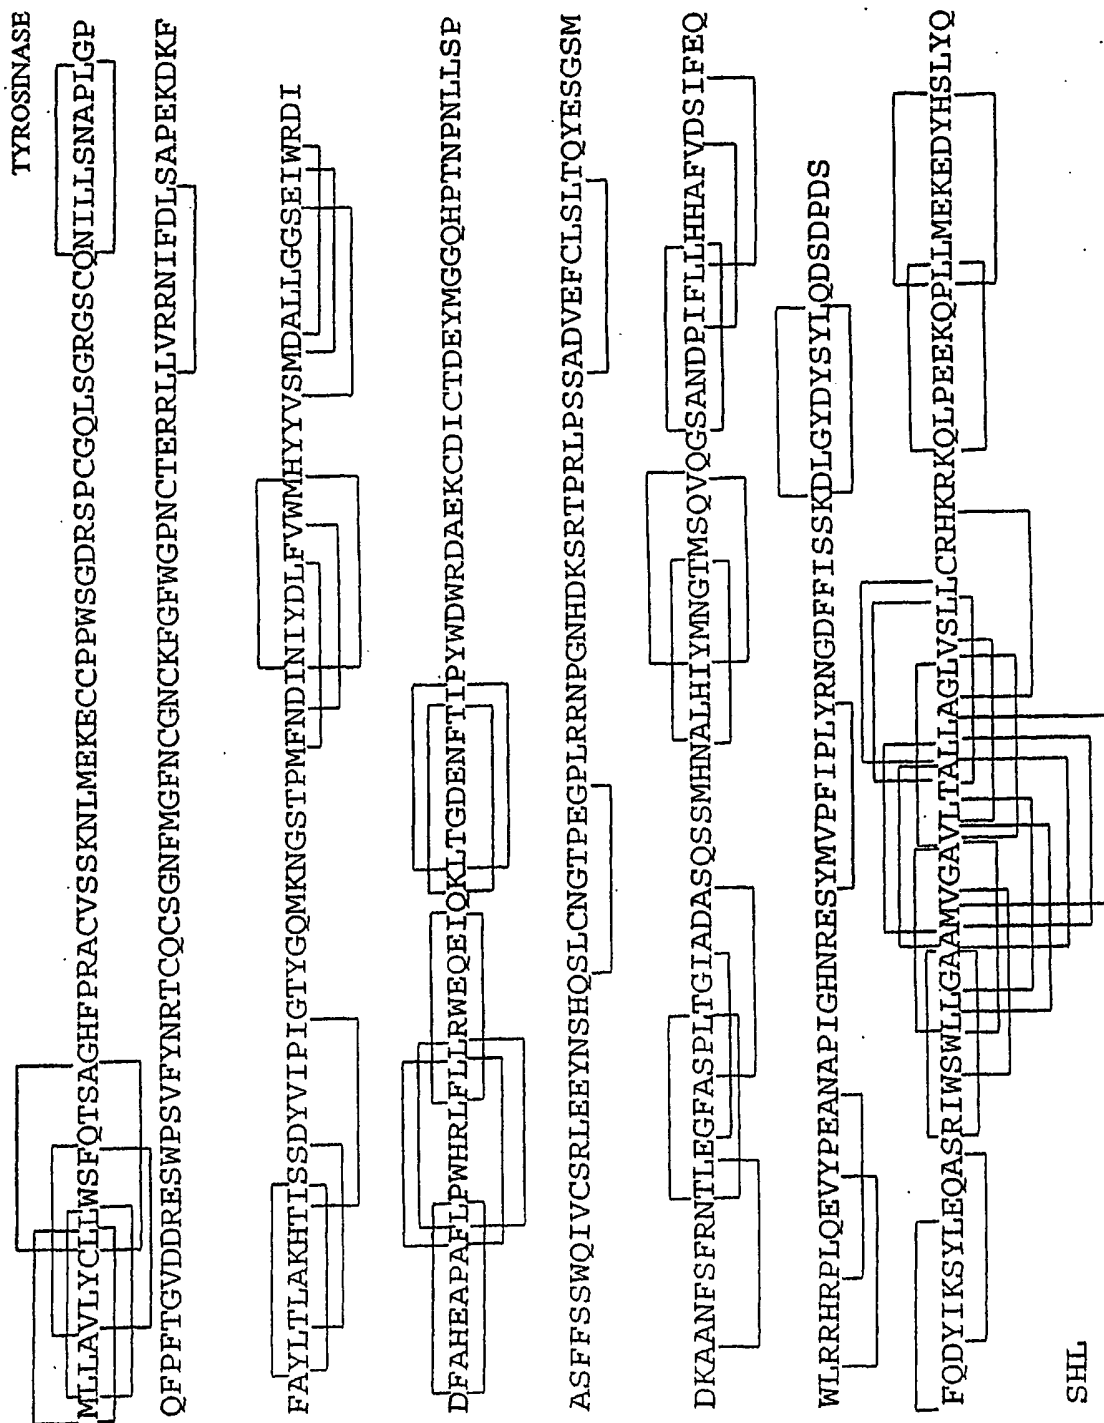 TYROSINASE
MLLAVLYCLLWSFQTSAGHFPRACVSSKNLMEKECCPPWSGDRSPCGQLSGRGSCQNILLSNAPLGP
QFPFTGVDDRESWPSVFYNRTCQCSGNFMGFNCGNCKFGFWGPNCTERRLLVRRNIFDLSAPEKDKF
FAYLTLAKHTISSDYVIPIGTYGQMKNGSTPMFNDINIYDLFVWMHYYVSMDALLGGSEIWRDI
DFAHEAPAFLPWHRLFLLRWEQEIQKLTGDENFTIPYWDWRDAEKCDICTDEYMGGQHPTNPNLLSP
ASFFSSWQIVCSRLEEYNSHQSLCNGTPEGPLRRNPGNHDKSRTPRLPSSADVEFCLSLTQYESGSM
DKAANFSFRNTLEGFASPLTGIADASQSSMHNALHIYMNGTMSQVQGSANDPIFLLHHAFVDSIFEQ
WLRRHRPLQEVYPEANAPIGHNRESYMVPFIPLYRNGDFFISSKDLGYDYSYLQDSDPDS
FQDYIKSYLEQASRIWSWLLGAAMVGAVLTALLAGLVSLLCRHKRKQLPEEKQPLLMEKEDYHSLYQ
SHL